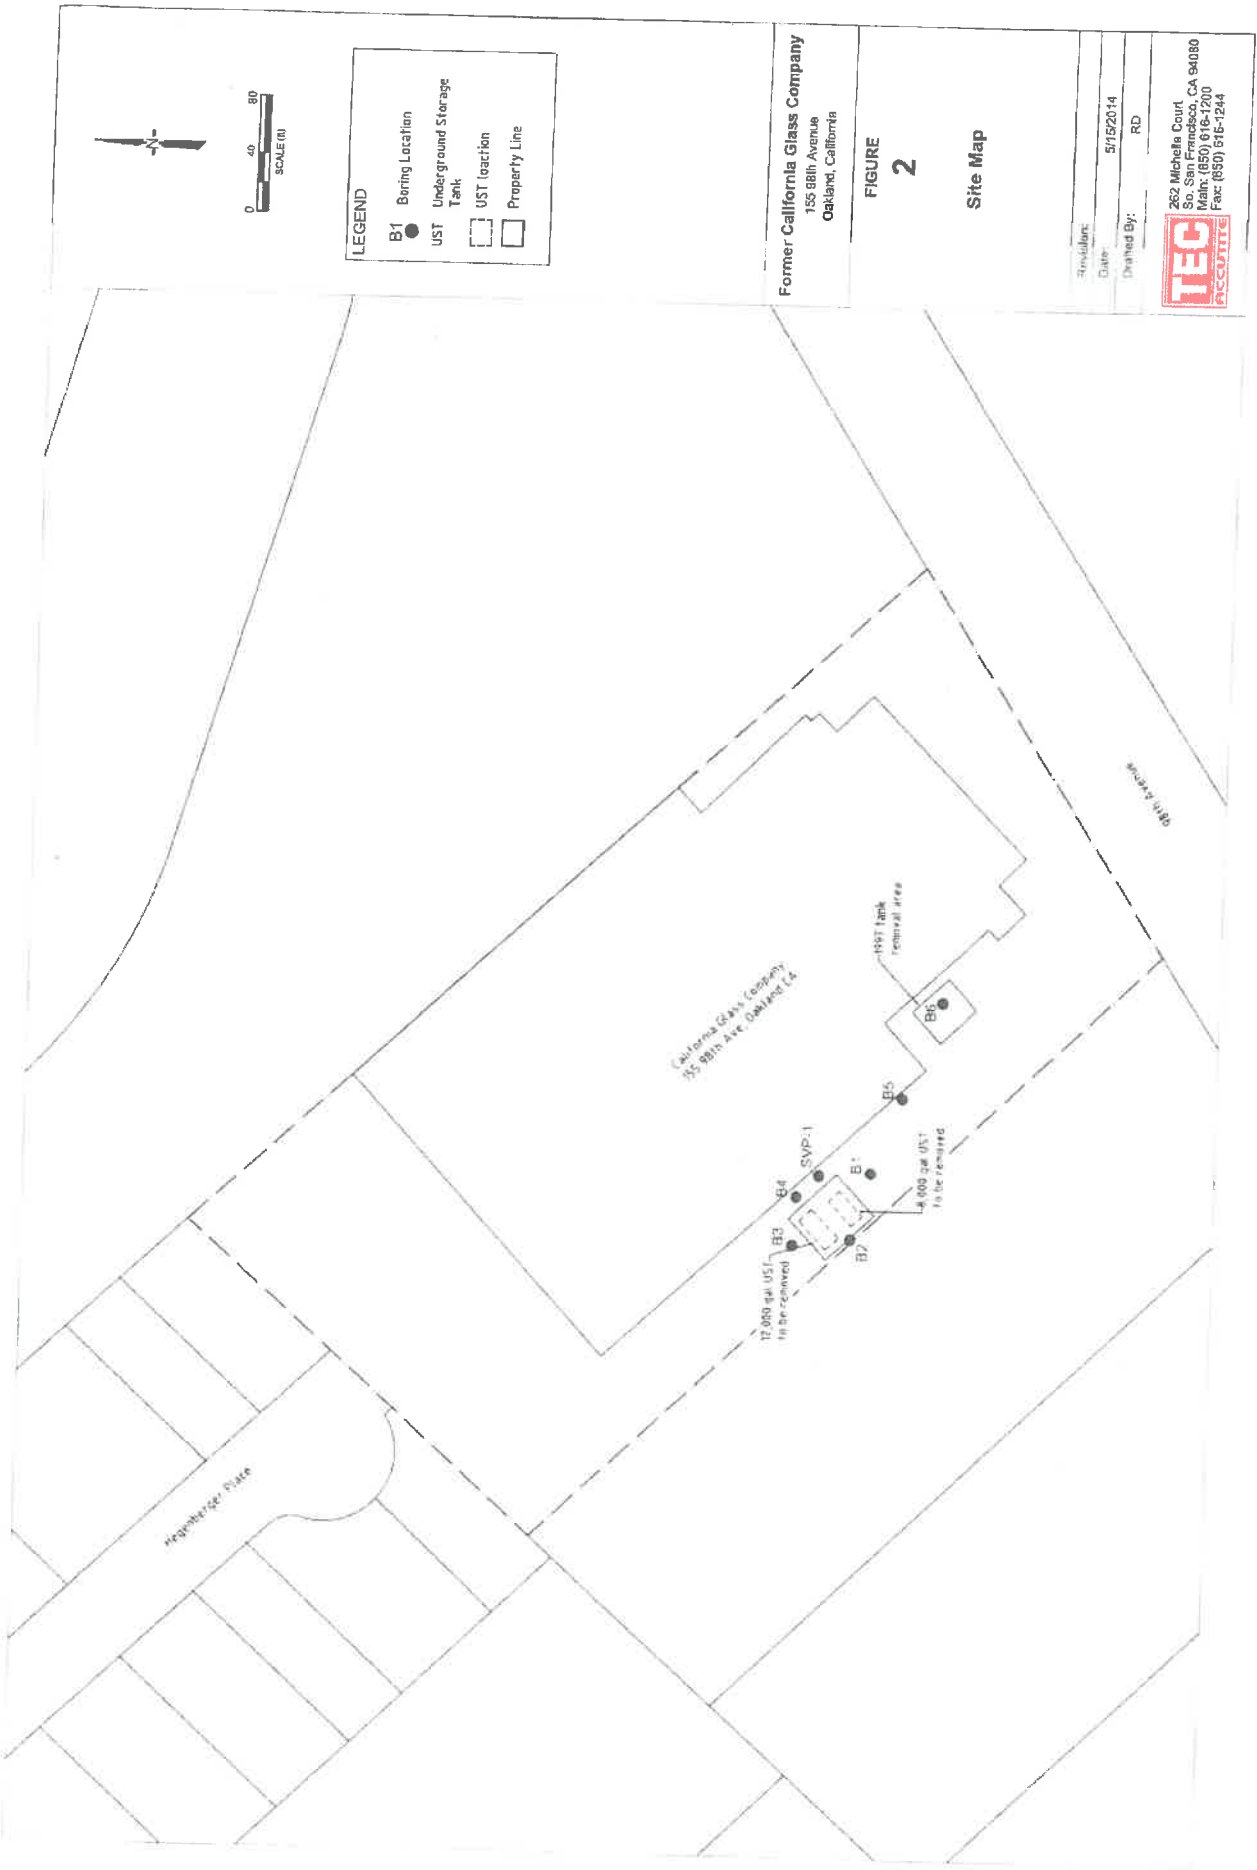 N
0
40
80
SCALE (ft)
LEGEND
B1 Boring Location
UST Underground Storage
Tank
UST loaction
Property Line
Former California Glass Company
155 98th Avenue
Oakland, California
FIGURE
2
Site Map
Revision:
Date: 5/15/2014
Drafted By: RD
TEC
ACCUTITE
262 Michelle Court
So. San Francisco, CA 94080
Main: (650) 616-1200
Fax: (650) 616-1244
Hegenberger Place
California Glass Company
155 98th Ave, Oakland CA
98th Avenue
1997 tank
removal area
B6
B5
SVP-1
B4
B1
B3
B2
12,000 gal UST
to be removed
8,000 gal UST
to be removed